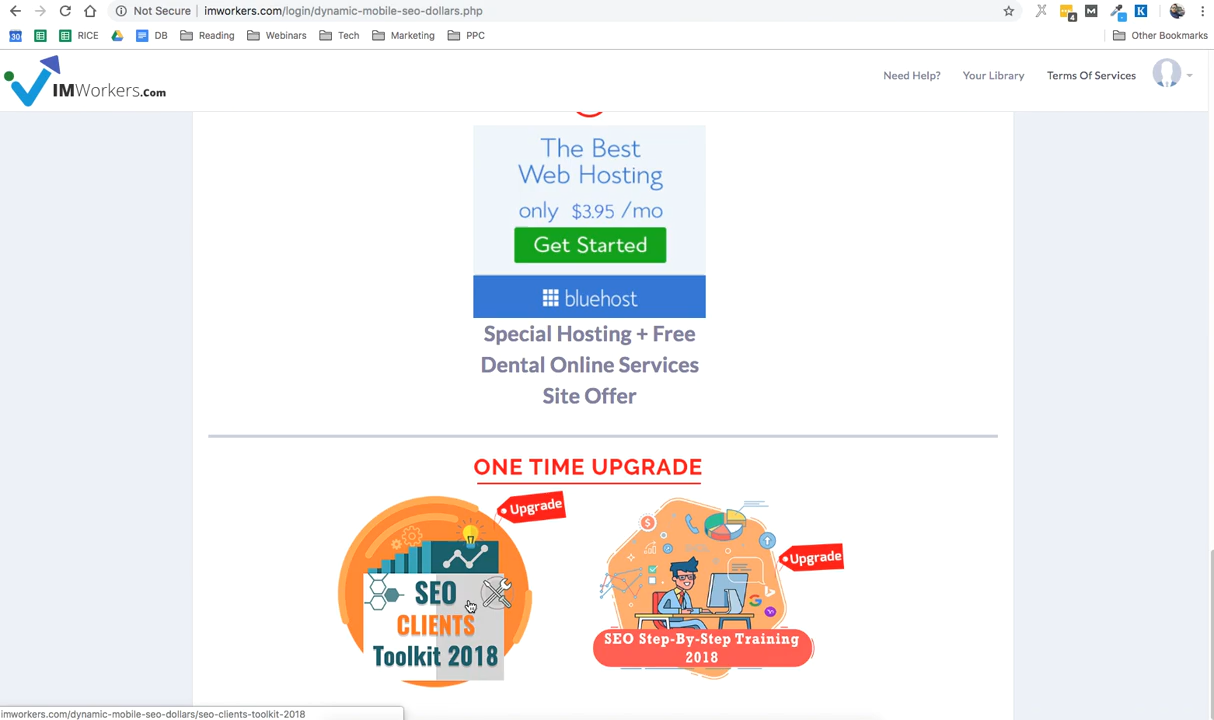 Not Secure
imworkers.com/login/dynamic-mobile-seo-dollars.php
4
M
K
30
RICE
DB
Reading
Webinars
Tech
Marketing
PPC
Other Bookmarks
IMWorkers.Com
Need Help?
Your Library
Terms Of Services
The Best
Web Hosting
only $3.95 /mo
Get Started
bluehost
Special Hosting + Free
Dental Online Services
Site Offer
ONE TIME UPGRADE
Upgrade
SEO
CLIENTS
Toolkit 2018
Upgrade
SEO Step-By-Step Training
2018
imworkers.com/dynamic-mobile-seo-dollars/seo-clients-toolkit-2018